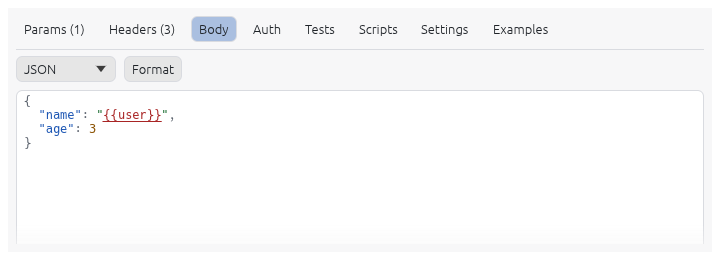 Params (1) Headers (3) Body Auth Tests Scripts Settings Examples
JSON Format
{
  "name": "{{user}}",
  "age": 3
}